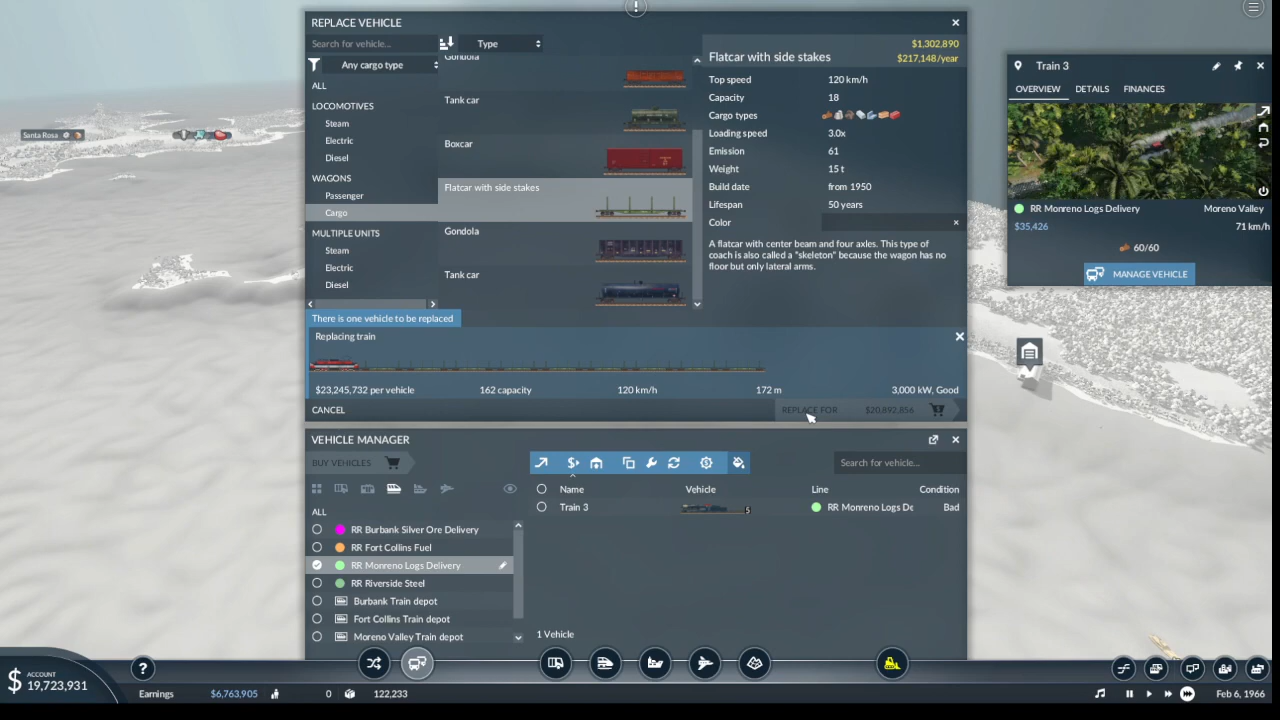 REPLACE VEHICLE
Search for vehicle...
Type
Any cargo type
ALL
LOCOMOTIVES
Steam
Electric
Diesel
WAGONS
Passenger
Cargo
MULTIPLE UNITS
Steam
Electric
Diesel
Gondola
Tank car
Boxcar
Flatcar with side stakes
Gondola
Tank car
$1,302,890
Flatcar with side stakes
$217,148/year
Top speed 120 km/h
Capacity 18
Cargo types
Loading speed 3.0x
Emission 61
Weight 15 t
Build date from 1950
Lifespan 50 years
Color
A flatcar with center beam and four axles. This type of
coach is also called a "skeleton" because the wagon has no
floor but only lateral arms.
There is one vehicle to be replaced
Replacing train
$23,245,732 per vehicle 162 capacity 120 km/h 172 m 3,000 kW, Good
CANCEL
REPLACE FOR $20,892,856
Santa Rosa
Train 3
OVERVIEW DETAILS FINANCES
RR Monreno Logs Delivery Moreno Valley
$35,426 71 km/h
60/60
MANAGE VEHICLE
VEHICLE MANAGER
BUY VEHICLES
Search for vehicle...
ALL
RR Burbank Silver Ore Delivery
RR Fort Collins Fuel
RR Monreno Logs Delivery
RR Riverside Steel
Burbank Train depot
Fort Collins Train depot
Moreno Valley Train depot
Name Vehicle Line Condition
Train 3 5 RR Monreno Logs De Bad
1 Vehicle
$ ACCOUNT
19,723,931
?
Earnings $6,763,905 0 122,233
Feb 6, 1966